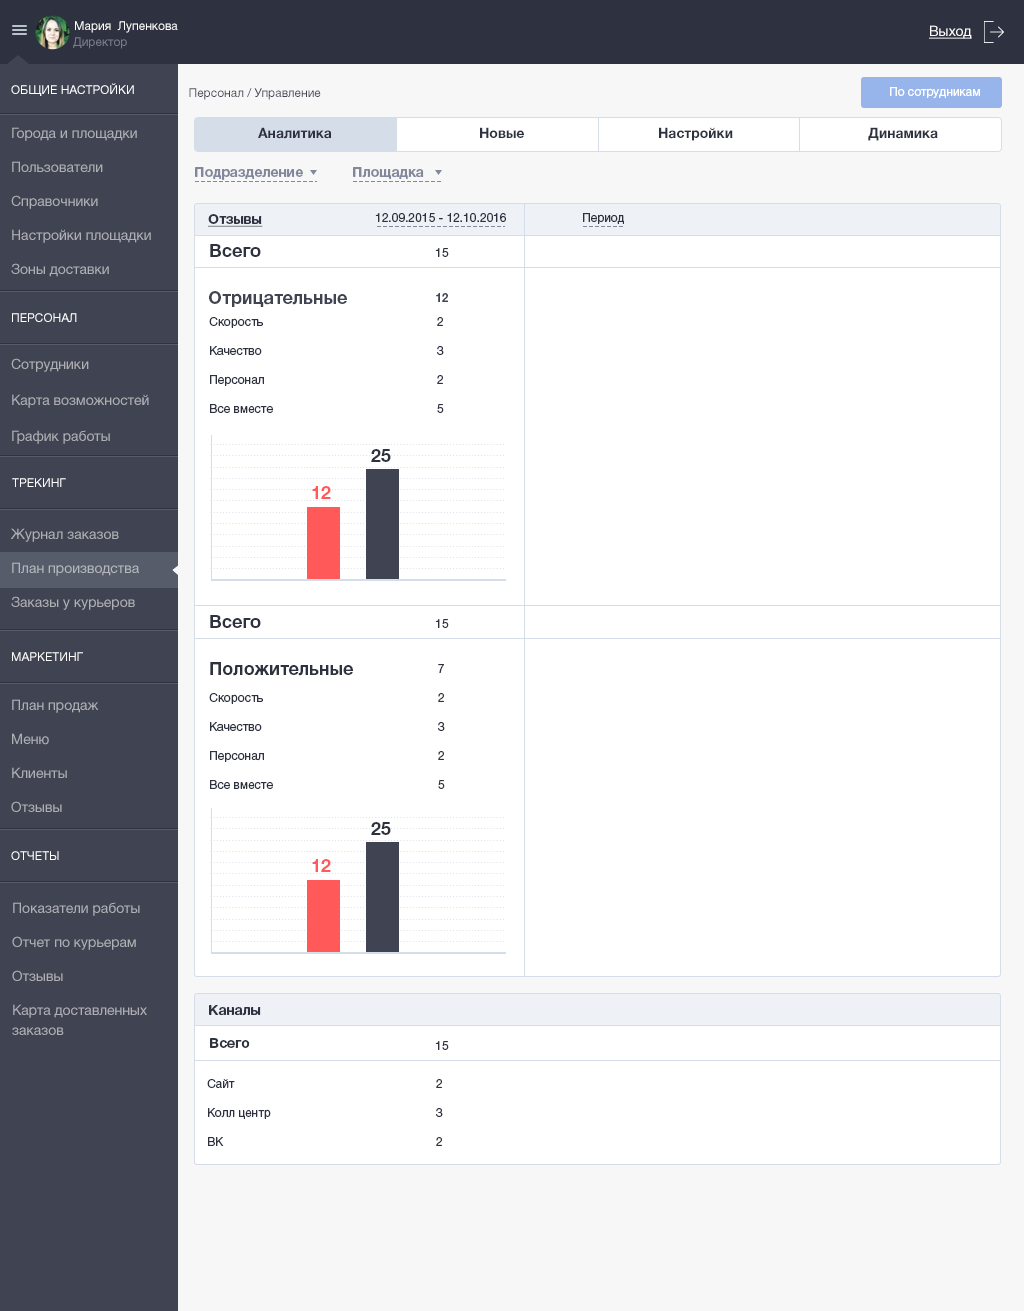 Мария Лупенкова
Директор
Выход
ОБЩИЕ НАСТРОЙКИ
Города и площадки
Пользователи
Справочники
Настройки площадки
Зоны доставки
ПЕРСОНАЛ
Сотрудники
Карта возможностей
График работы
ТРЕКИНГ
Журнал заказов
План производства
Заказы у курьеров
МАРКЕТИНГ
План продаж
Меню
Клиенты
Отзывы
ОТЧЕТЫ
Показатели работы
Отчет по курьерам
Отзывы
Карта доставленных
заказов
Персонал / Управление
По сотрудникам
Аналитика Новые Настройки Динамика
Подразделение Площадка
Отзывы 12.09.2015 - 12.10.2016 Период
Всего 15
Отрицательные 12
Скорость 2
Качество 3
Персонал 2
Все вместе 5
25
12
Всего 15
Положительные 7
Скорость 2
Качество 3
Персонал 2
Все вместе 5
25
12
Каналы
Всего 15
Сайт 2
Колл центр 3
ВК 2